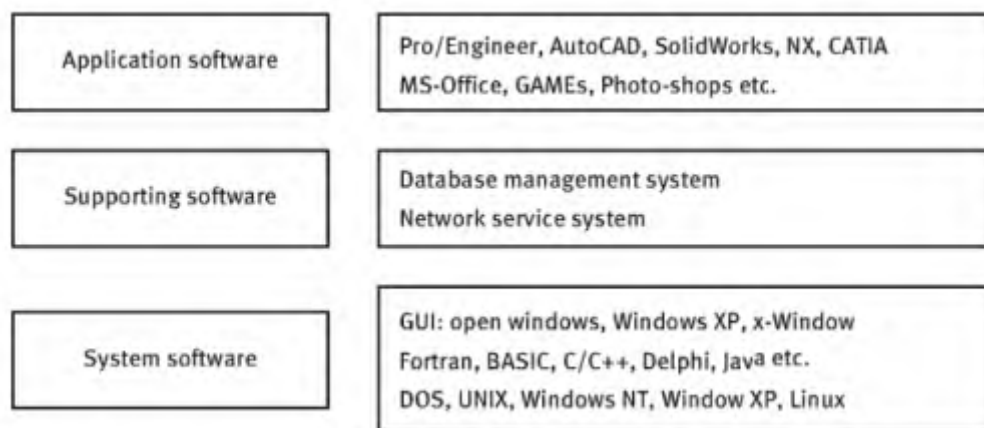 Application software
Pro/Engineer, AutoCAD, SolidWorks, NX, CATIA
MS-Office, GAMEs, Photo-shops etc.
Supporting software
Database management system
Network service system
System software
GUI: open windows, Windows XP, x-Window
Fortran, BASIC, C/C++, Delphi, Java etc.
DOS, UNIX, Windows NT, Window XP, Linux